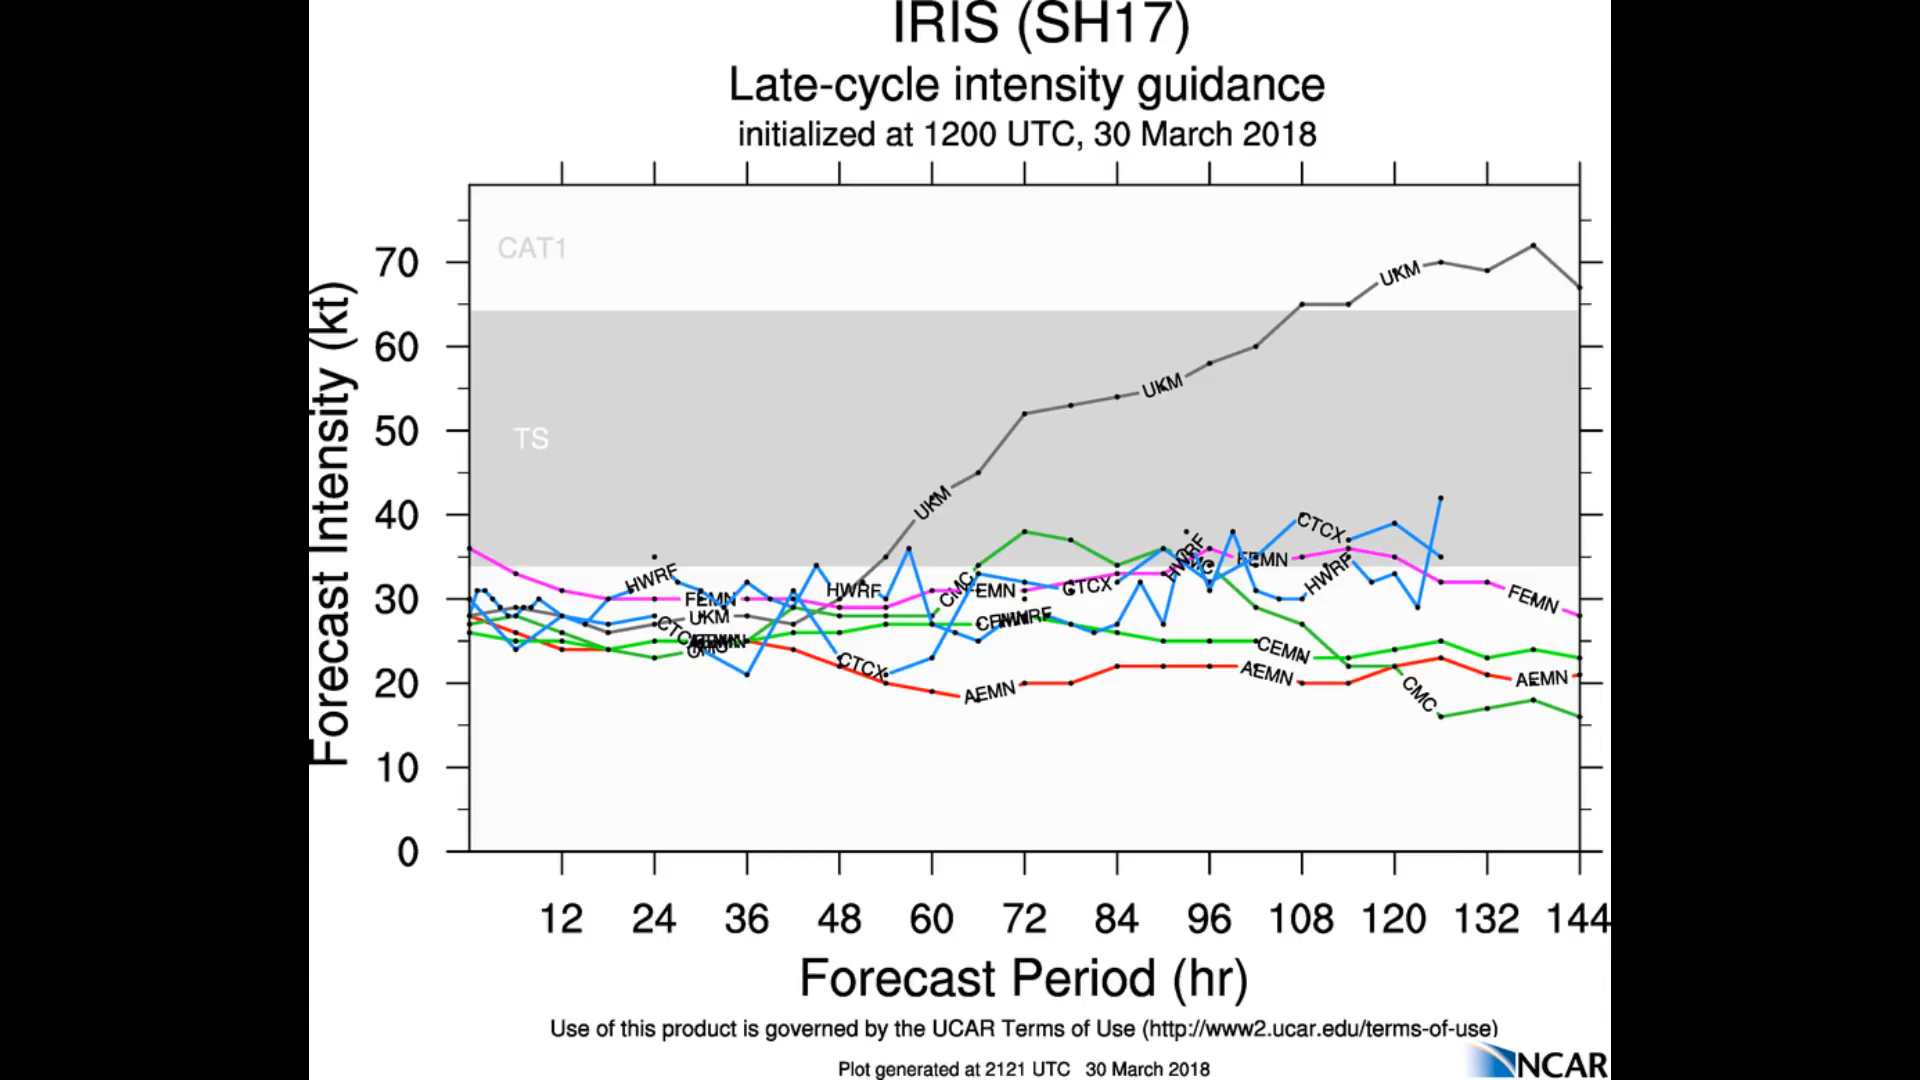 IRIS (SH17)
Late-cycle intensity guidance
initialized at 1200 UTC, 30 March 2018
Forecast Intensity (kt)
70
60
50
40
30
20
10
0
CAT1
TS
UKM
UKM
UKM
UKM
HWRF
HWRF
HWRF
HWRF
HWRF
FEMN
FEMN
FEMN
CTCX
CTCX
CTCX
CTCX
CMC
CMC
CEMN
AEMN
AEMN
AEMN
12 24 36 48 60 72 84 96 108 120 132 144
Forecast Period (hr)
Use of this product is governed by the UCAR Terms of Use (http://www2.ucar.edu/terms-of-use)
Plot generated at 2121 UTC 30 March 2018
NCAR